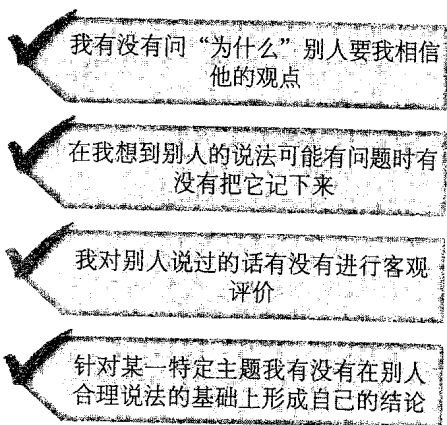 我有没有问“为什么”别人要我相信
他的观点
在我想到别人的说法可能有问题时有
没有把它记下来
我对别人说过的话有没有进行客观
评价
针对某一特定主题我有没有在别人
合理说法的基础上形成自己的结论